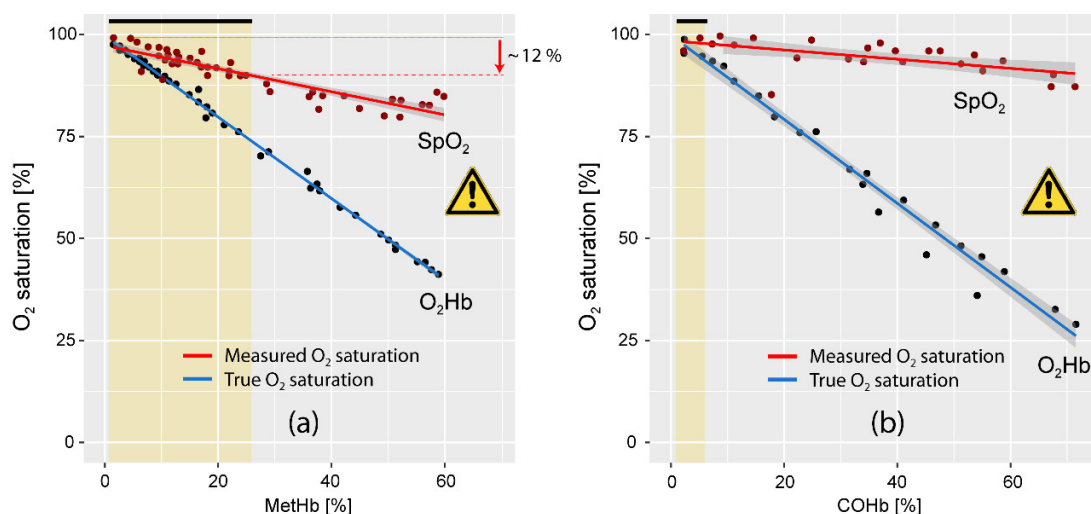 100
75
50
25
0
O₂ saturation [%]
~ 12 %
SpO₂
O₂Hb
Measured O₂ saturation
True O₂ saturation
(a)
0
20
40
60
80
MetHb [%]
100
75
50
25
0
O₂ saturation [%]
SpO₂
O₂Hb
Measured O₂ saturation
True O₂ saturation
(b)
0
20
40
60
COHb [%]